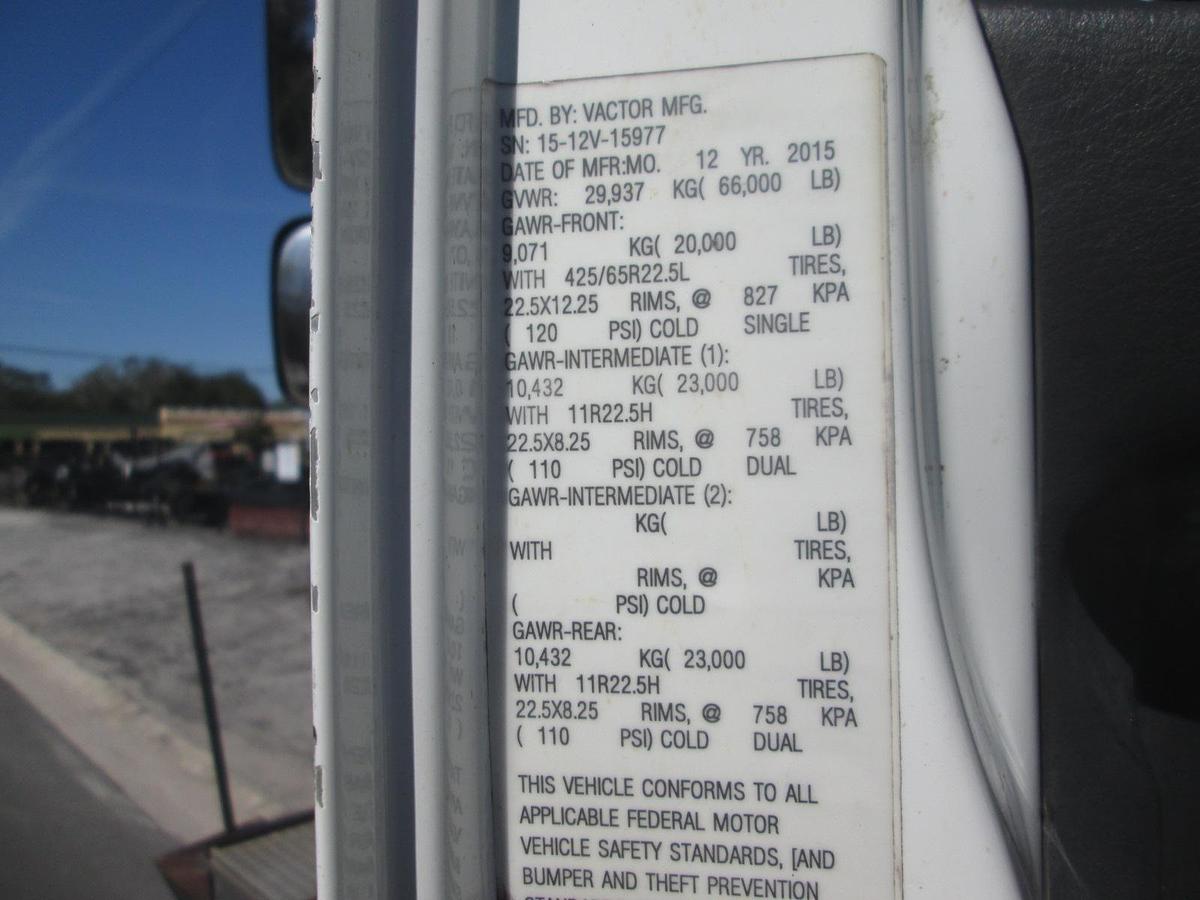 MFD. BY: VACTOR MFG.
SN: 15-12V-15977
DATE OF MFR:MO. 12 YR. 2015
GVWR: 29,937 KG( 66,000 LB)
GAWR-FRONT:
9,071 KG( 20,000 LB)
WITH 425/65R22.5L TIRES,
22.5X12.25 RIMS, @ 827 KPA
( 120 PSI) COLD SINGLE
GAWR-INTERMEDIATE (1):
10,432 KG( 23,000 LB)
WITH 11R22.5H TIRES,
22.5X8.25 RIMS, @ 758 KPA
( 110 PSI) COLD DUAL
GAWR-INTERMEDIATE (2):
KG( LB)
WITH TIRES,
RIMS, @ KPA
( PSI) COLD
GAWR-REAR:
10,432 KG( 23,000 LB)
WITH 11R22.5H TIRES,
22.5X8.25 RIMS, @ 758 KPA
( 110 PSI) COLD DUAL
THIS VEHICLE CONFORMS TO ALL
APPLICABLE FEDERAL MOTOR
VEHICLE SAFETY STANDARDS, [AND
BUMPER AND THEFT PREVENTION